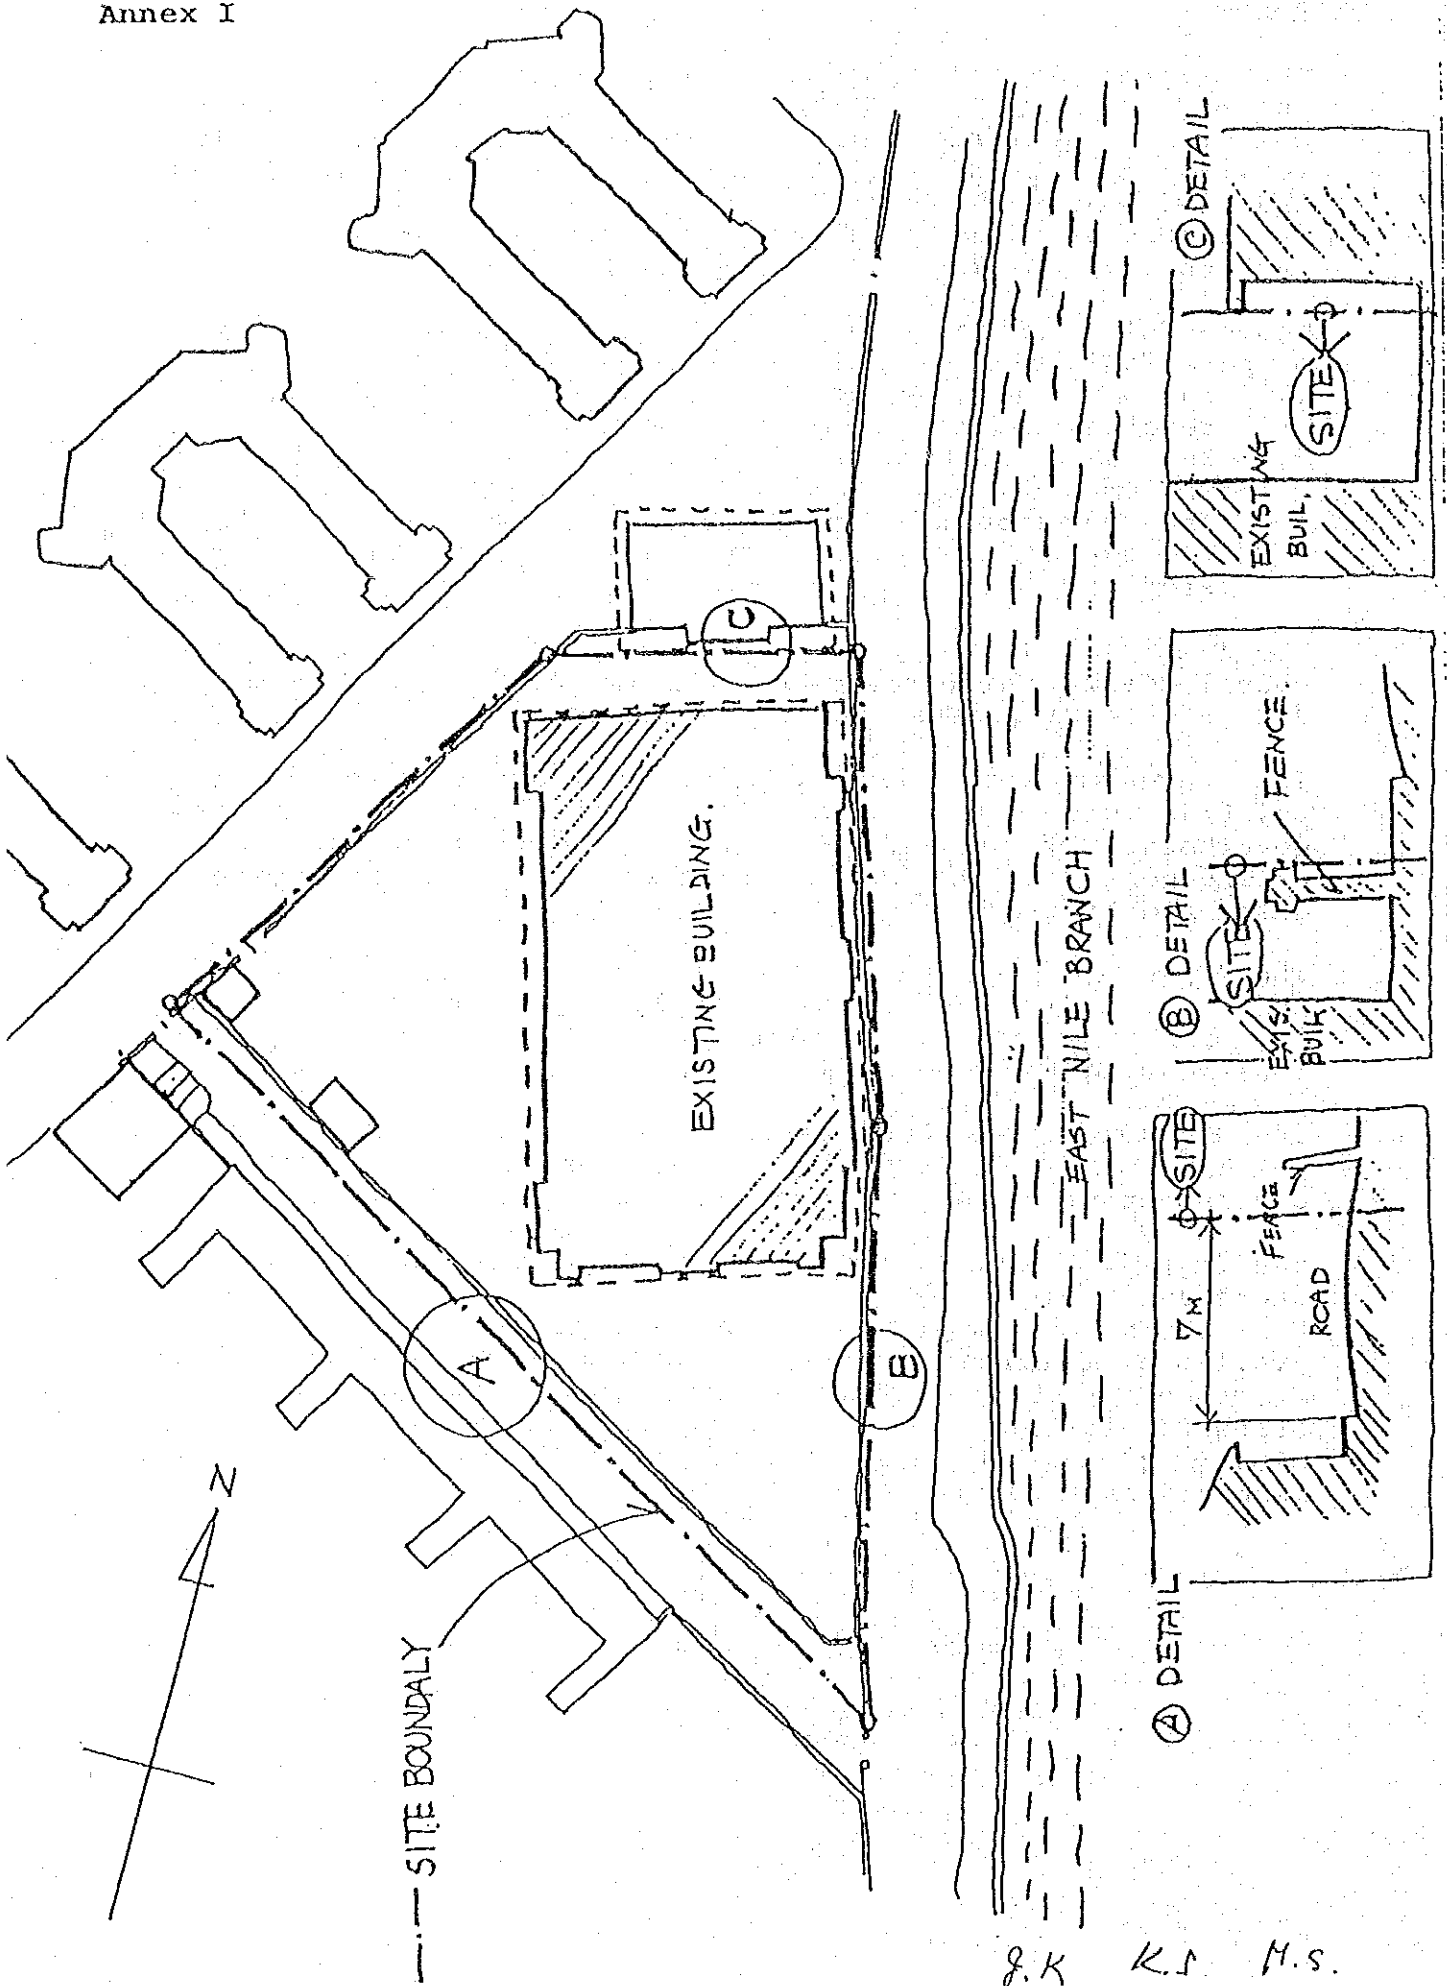 Annex I
N
SITE BOUNDALY
EXISTING BUILDING.
A
B
C
EAST NILE BRANCH
Ⓐ DETAIL
7M
SITE
FENCE
ROAD
Ⓑ DETAIL
SITE
FENCE.
EXIS.
BUIL
Ⓒ DETAIL
SITE
EXISTING
BUIL.
J.K K.S M.S.